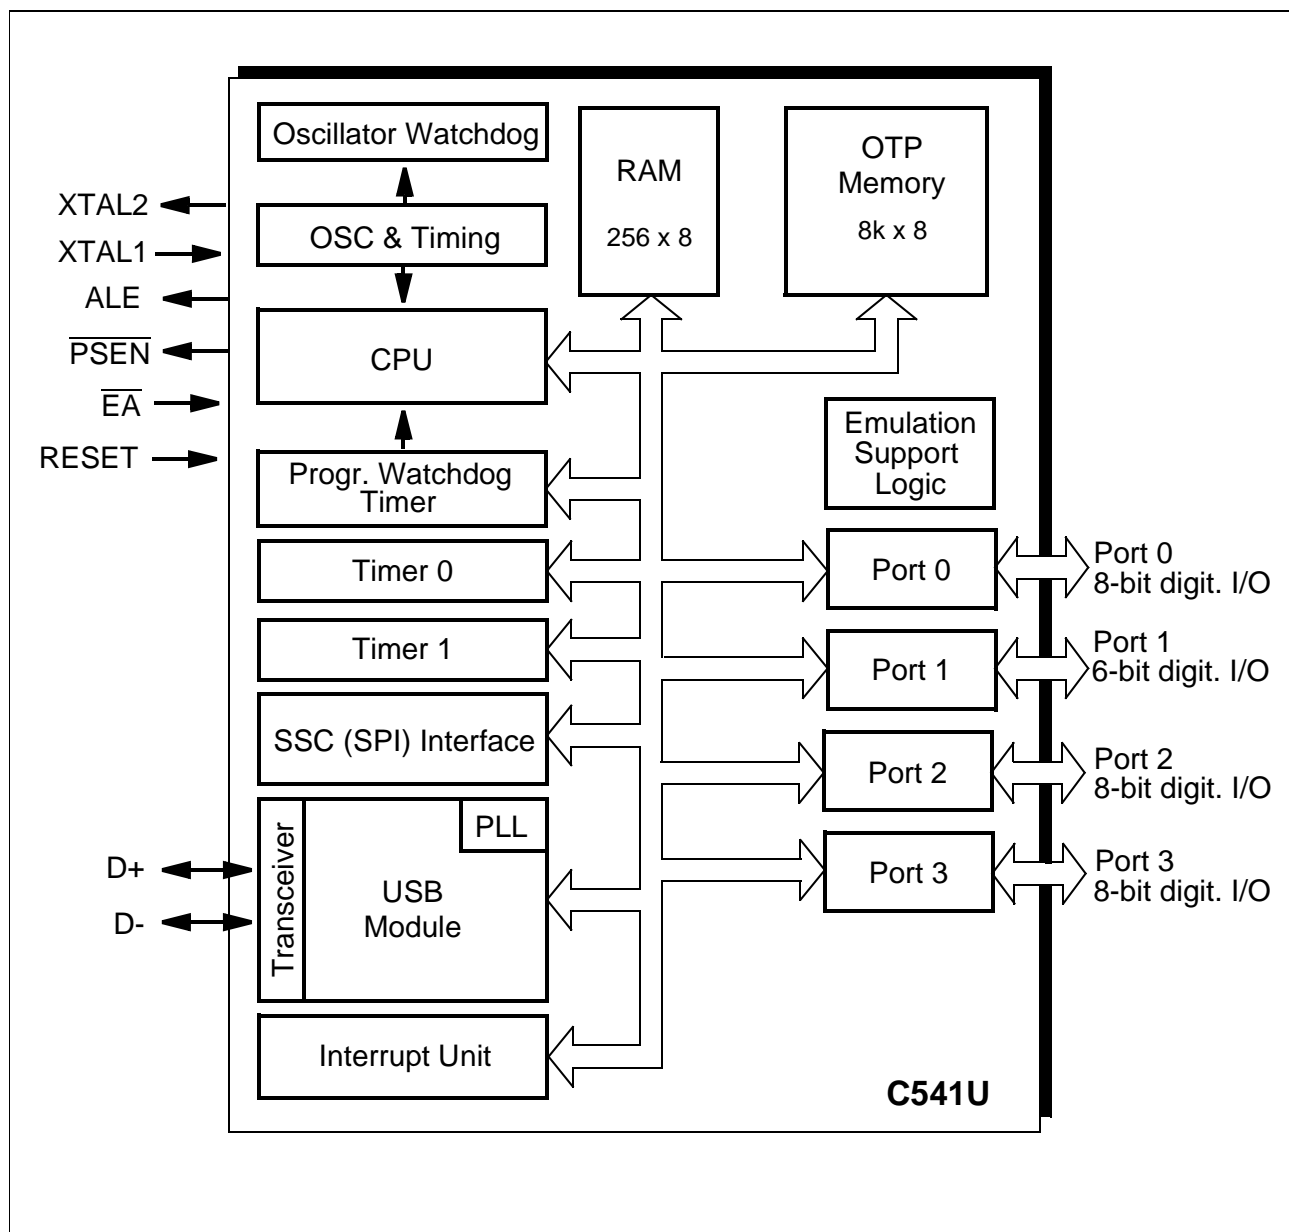 Oscillator Watchdog
OSC & Timing
CPU
Progr. Watchdog
Timer
Timer 0
Timer 1
SSC (SPI) Interface
Transceiver
PLL
USB
Module
Interrupt Unit
RAM
256 x 8
OTP
Memory
8k x 8
Emulation
Support
Logic
Port 0
Port 1
Port 2
Port 3
C541U
XTAL2
XTAL1
ALE
P̅S̅E̅N̅
E̅A̅
RESET
D+
D-
Port 0
8-bit digit. I/O
Port 1
6-bit digit. I/O
Port 2
8-bit digit. I/O
Port 3
8-bit digit. I/O